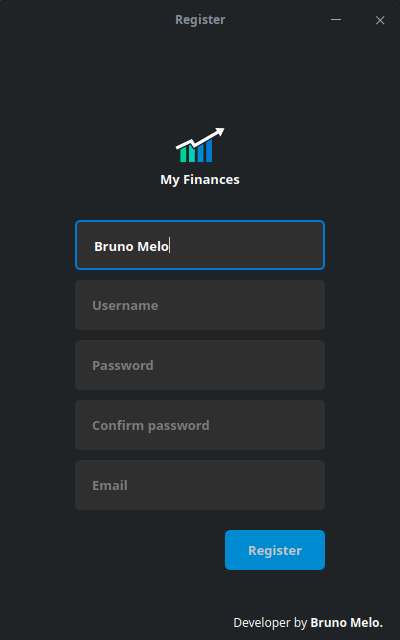 Register
My Finances
Bruno Melo
Username
Password
Confirm password
Email
Register
Developer by Bruno Melo.